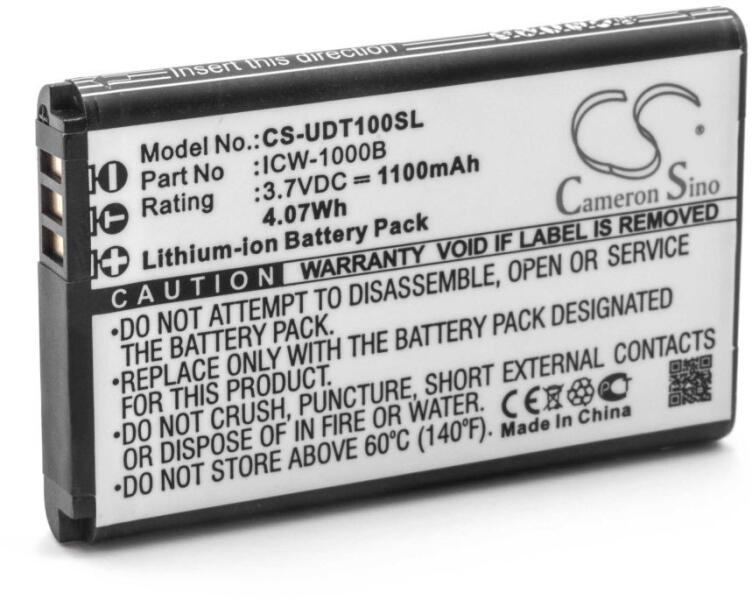 Insert this direction
Model No.:CS-UDT100SL
Part No :ICW-1000B
Rating :3.7VDC ⎓ 1100mAh
4.07Wh
Lithium-ion Battery Pack
CS
Cameron Sino
WARRANTY VOID IF LABEL IS REMOVED
CAUTION
•DO NOT ATTEMPT TO DISASSEMBLE, OPEN OR SERVICE
THE BATTERY PACK.
•REPLACE ONLY WITH THE BATTERY PACK DESIGNATED
FOR THIS EQUIPMENT.
•DO NOT CRUSH, PUNCTURE, SHORT EXTERNAL CONTACTS
OR DISPOSE OF IN FIRE OR WATER.
•DO NOT STORE ABOVE 60°C (140°F)
CE
Made In China